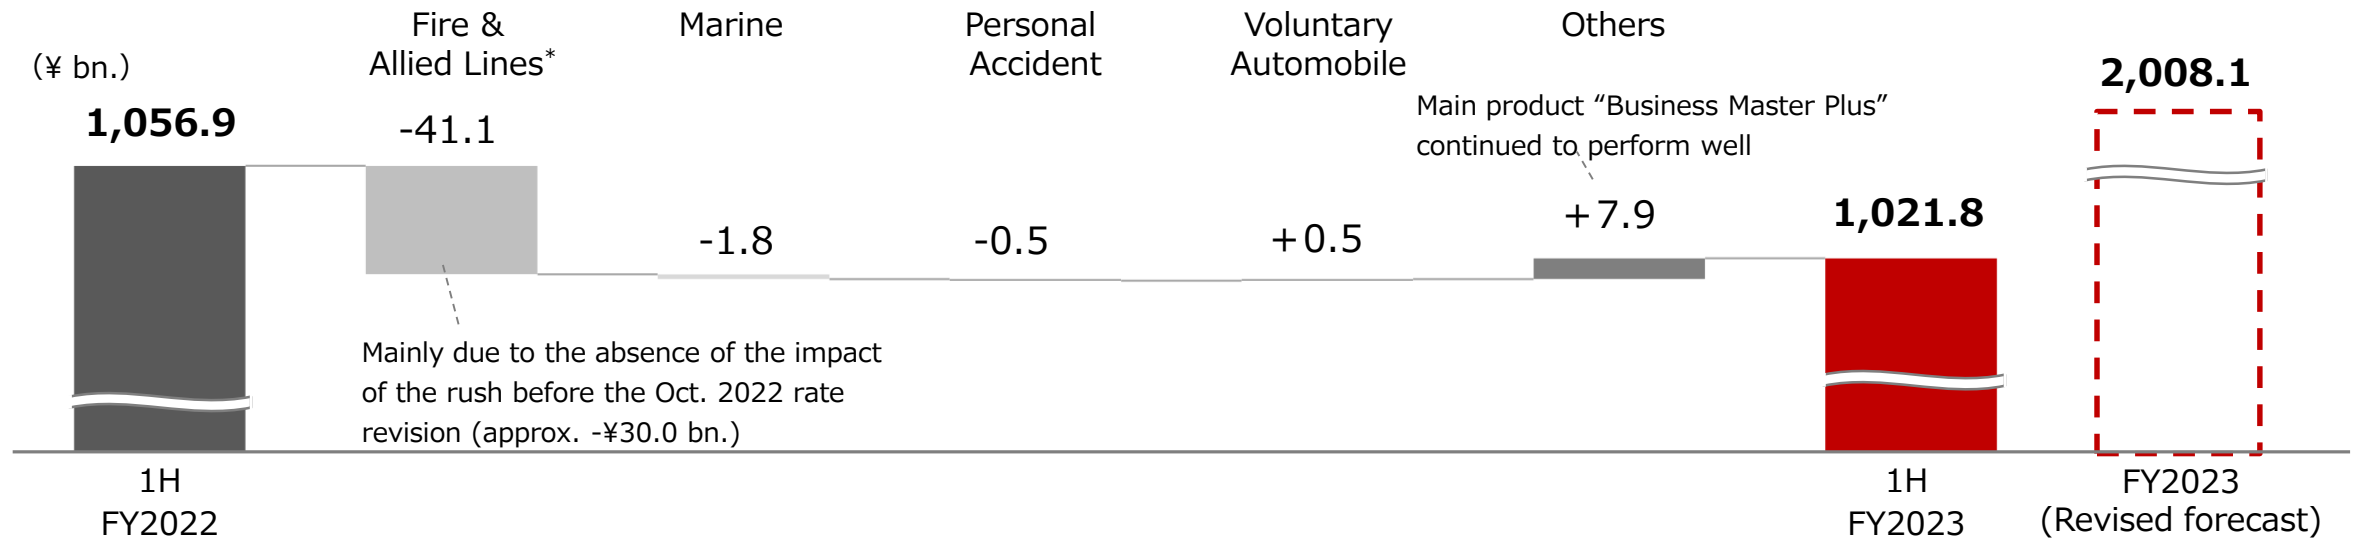 (¥ bn.)
Fire &
Allied Lines*
Marine
Personal
Accident
Voluntary
Automobile
Others
1,056.9
-41.1
-1.8
-0.5
+0.5
Main product “Business Master Plus”
continued to perform well
+7.9
1,021.8
2,008.1
Mainly due to the absence of the impact
of the rush before the Oct. 2022 rate
revision (approx. -¥30.0 bn.)
1H
FY2022
1H
FY2023
FY2023
(Revised forecast)